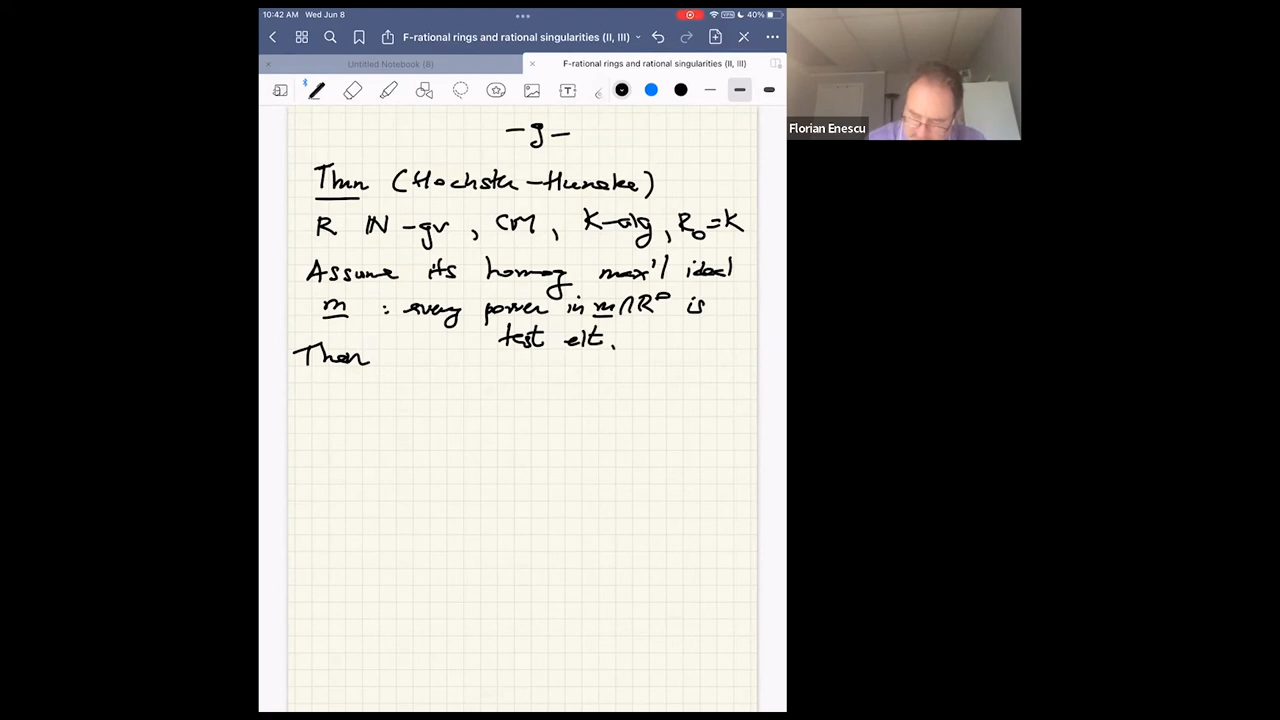 10:42 AM Wed Jun 8
VPN 40%
F-rational rings and rational singularities (II, III)
Untitled Notebook (8)
F-rational rings and rational singularities (II, III)
Florian Enescu
- 9 -
Thm (Hochster-Huneke)
R ℕ-gr, CM, K-alg, R₀=K
Assume its homog max'l ideal
m : every power in m∩R° is
test elt.
Then